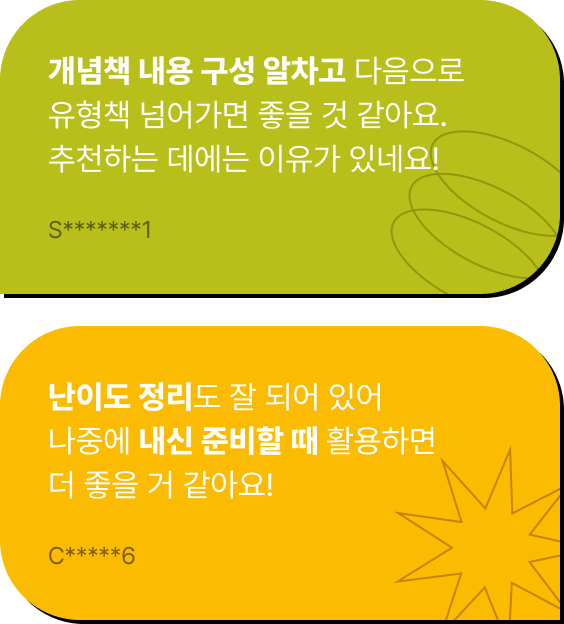 개념책 내용 구성 알차고 다음으로
유형책 넘어가면 좋을 것 같아요.
추천하는 데에는 이유가 있네요!
S*******1
난이도 정리도 잘 되어 있어
나중에 내신 준비할 때 활용하면
더 좋을 거 같아요!
C*****6